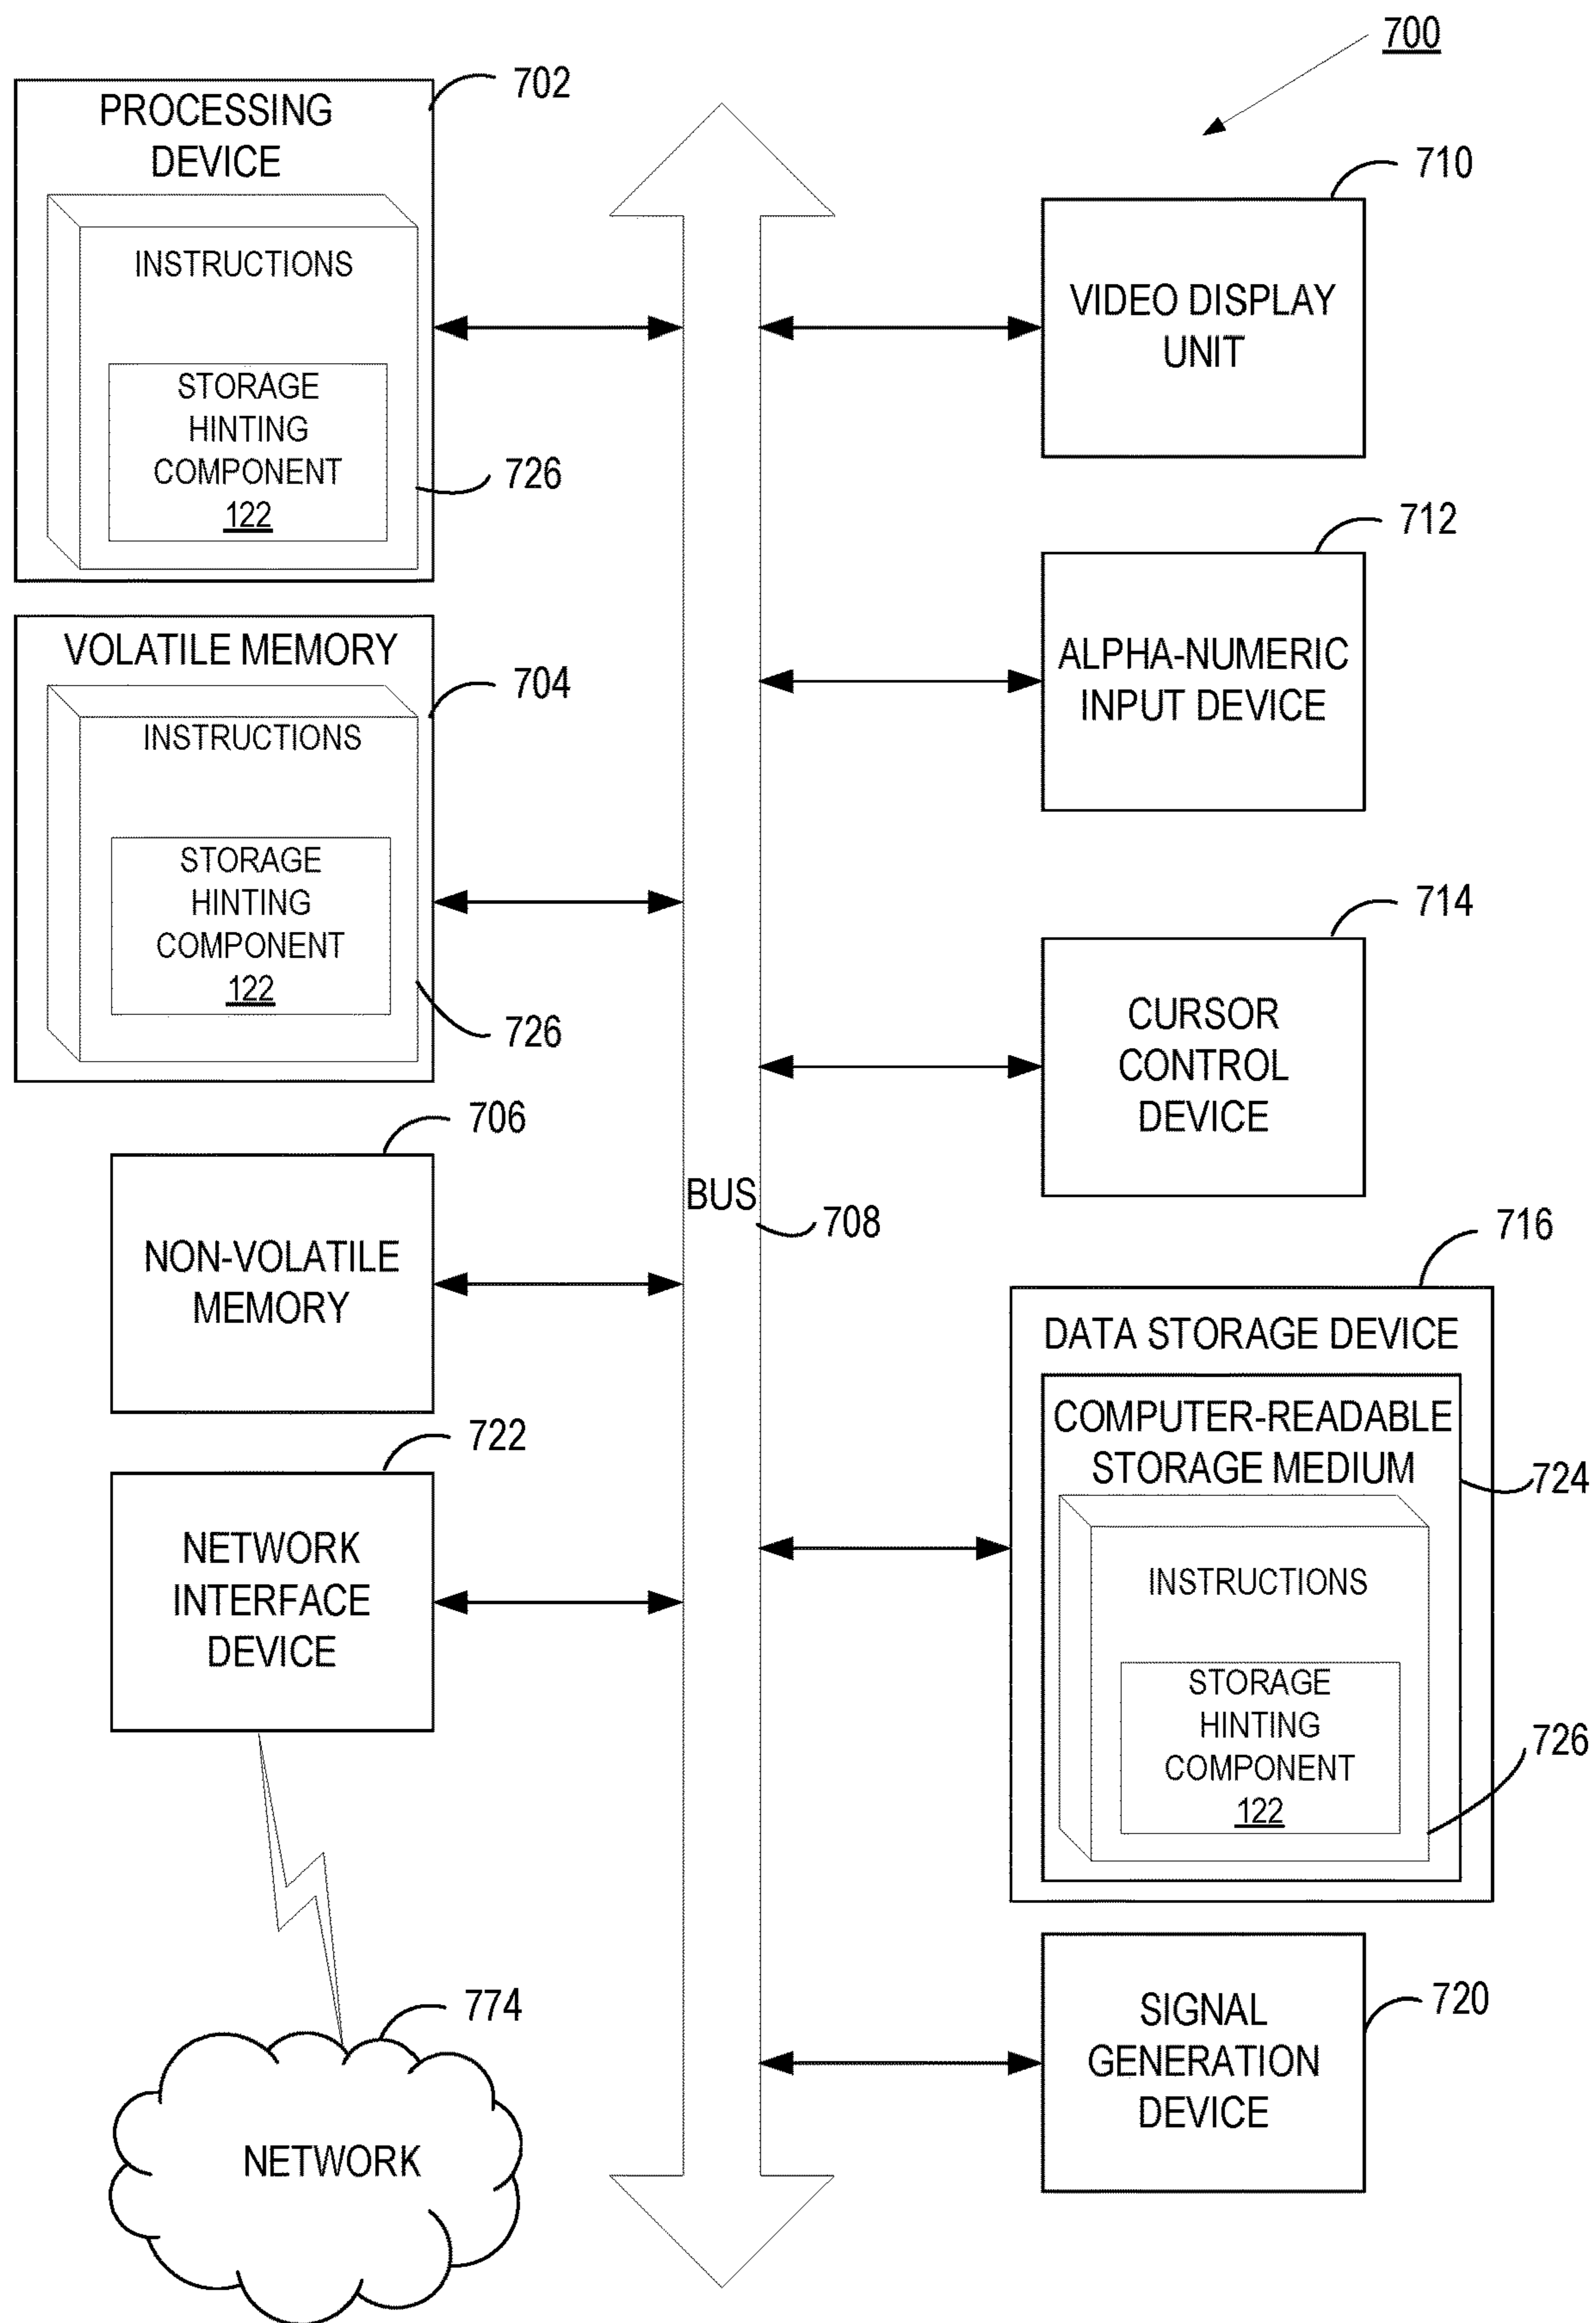 700
702
PROCESSING
DEVICE
INSTRUCTIONS
STORAGE
HINTING
COMPONENT
122
726
VOLATILE MEMORY
704
INSTRUCTIONS
STORAGE
HINTING
COMPONENT
122
726
706
NON-VOLATILE
MEMORY
722
NETWORK
INTERFACE
DEVICE
774
NETWORK
BUS
708
710
VIDEO DISPLAY
UNIT
712
ALPHA-NUMERIC
INPUT DEVICE
714
CURSOR
CONTROL
DEVICE
716
DATA STORAGE DEVICE
COMPUTER-READABLE
STORAGE MEDIUM
724
INSTRUCTIONS
STORAGE
HINTING
COMPONENT
122
726
720
SIGNAL
GENERATION
DEVICE